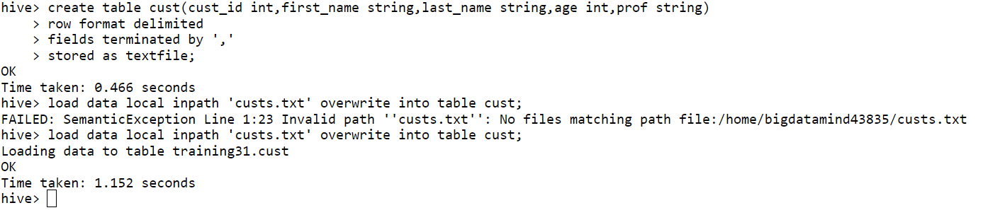 hive> create table cust(cust_id int,first_name string,last_name string,age int,prof string)
    > row format delimited
    > fields terminated by ','
    > stored as textfile;
OK
Time taken: 0.466 seconds
hive> load data local inpath 'custs.txt' overwrite into table cust;
FAILED: SemanticException Line 1:23 Invalid path ''custs.txt'': No files matching path file:/home/bigdatamind43835/custs.txt
hive> load data local inpath 'custs.txt' overwrite into table cust;
Loading data to table training31.cust
OK
Time taken: 1.152 seconds
hive>